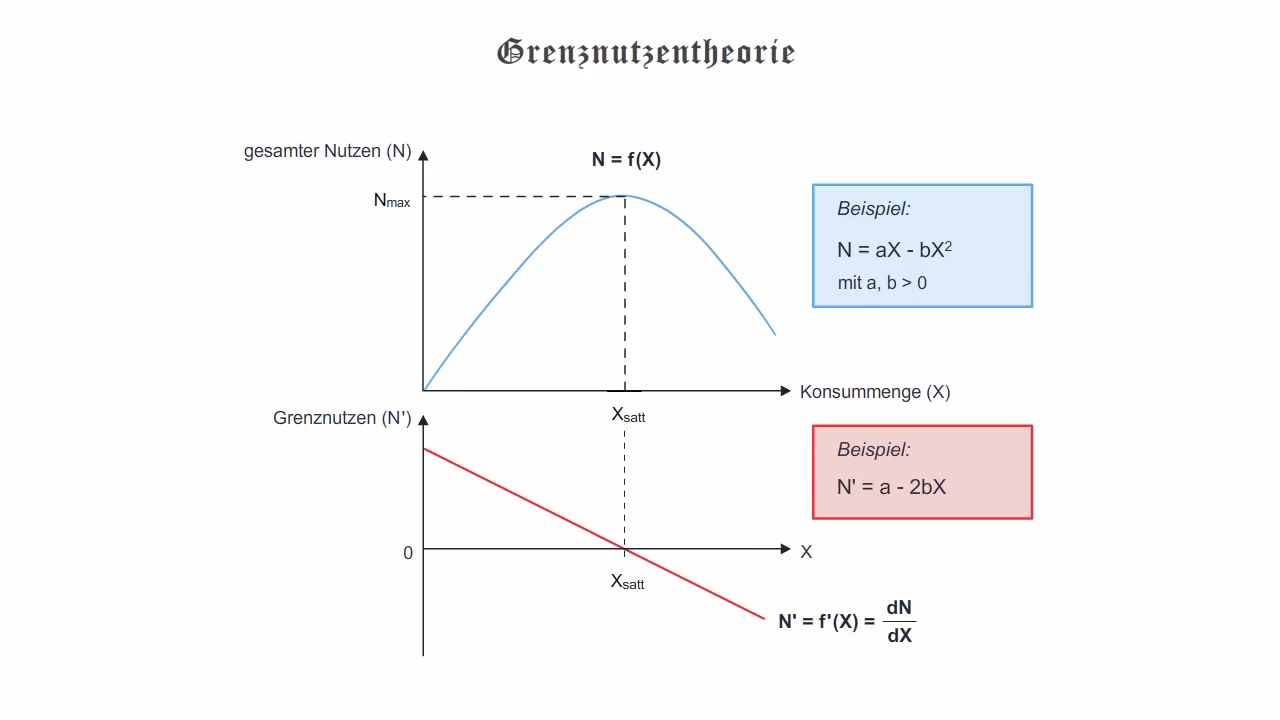 Grenznutzentheorie
gesamter Nutzen (N)
N = f(X)
Nmax
Beispiel:
N = aX - bX²
mit a, b > 0
Konsummenge (X)
Xsatt
Grenznutzen (N')
Beispiel:
N' = a - 2bX
0
X
Xsatt
N' = f'(X) = dN
dX